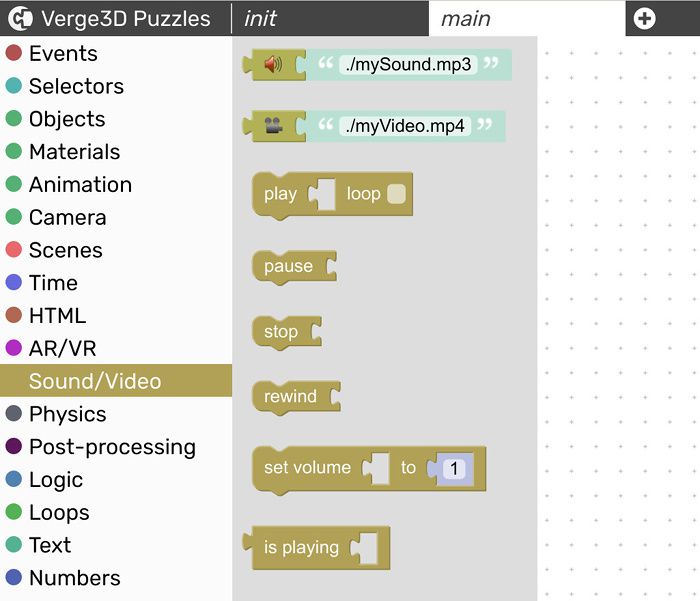 Verge3D Puzzles
init
main
Events
Selectors
Objects
Materials
Animation
Camera
Scenes
Time
HTML
AR/VR
Sound/Video
Physics
Post-processing
Logic
Loops
Text
Numbers
“ ./mySound.mp3 ”
“ ./myVideo.mp4 ”
play loop
pause
stop
rewind
set volume to 1
is playing